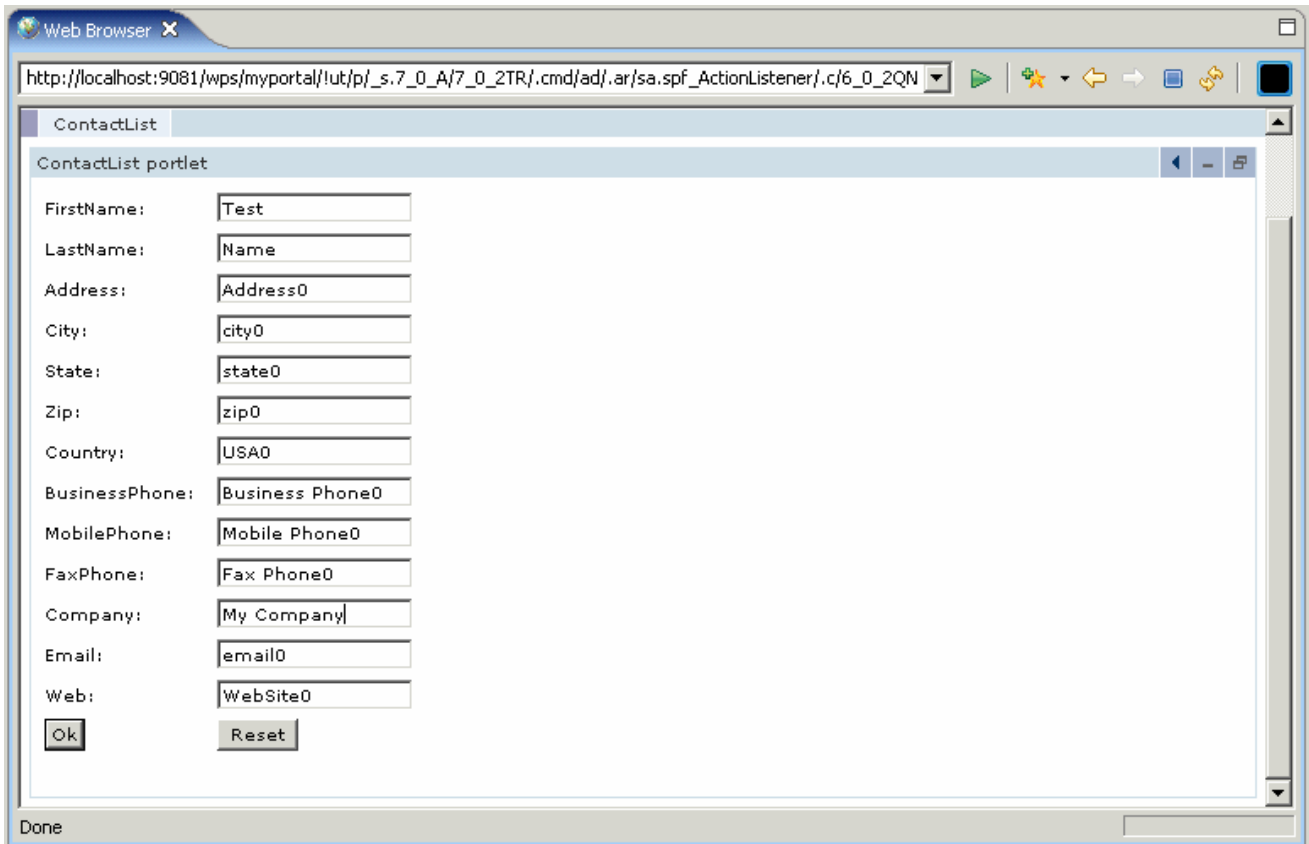 Web Browser
http://localhost:9081/wps/myportal/!ut/p/_s.7_0_A/7_0_2TR/.cmd/ad/.ar/sa.spf_ActionListener/.c/6_0_2QN
ContactList
ContactList portlet
FirstName: Test
LastName: Name
Address: Address0
City: city0
State: state0
Zip: zip0
Country: USA0
BusinessPhone: Business Phone0
MobilePhone: Mobile Phone0
FaxPhone: Fax Phone0
Company: My Company
Email: email0
Web: WebSite0
Ok Reset
Done